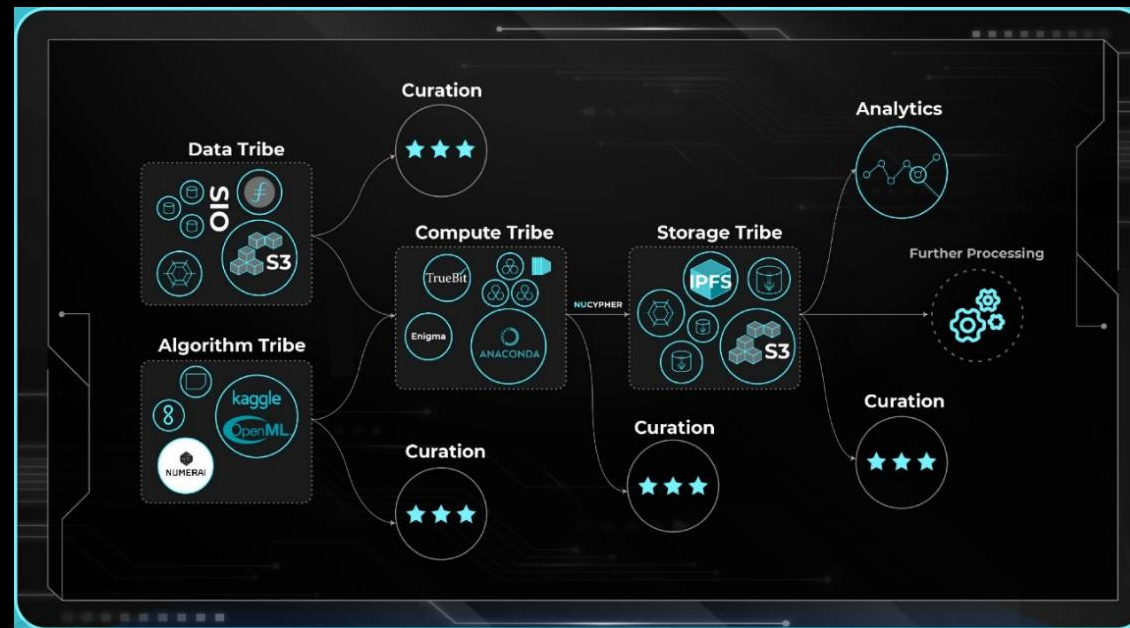 Curation
Data Tribe
SIO
S3
Algorithm Tribe
kaggle
OpenML
NUMERAI
Curation
Compute Tribe
TrueBit
Enigma
ANACONDA
NUCYPHER
Storage Tribe
IPFS
S3
Curation
Analytics
Further Processing
Curation